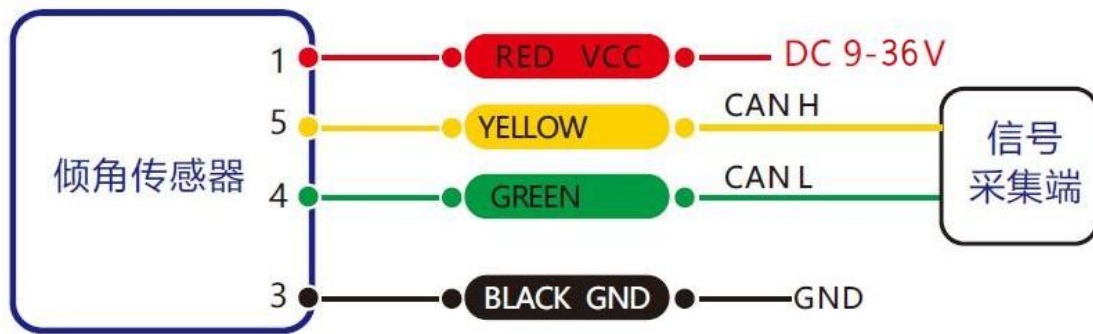 倾角传感器
1 RED VCC DC 9-36V
5 YELLOW CAN H
4 GREEN CAN L
3 BLACK GND GND
信号
采集端